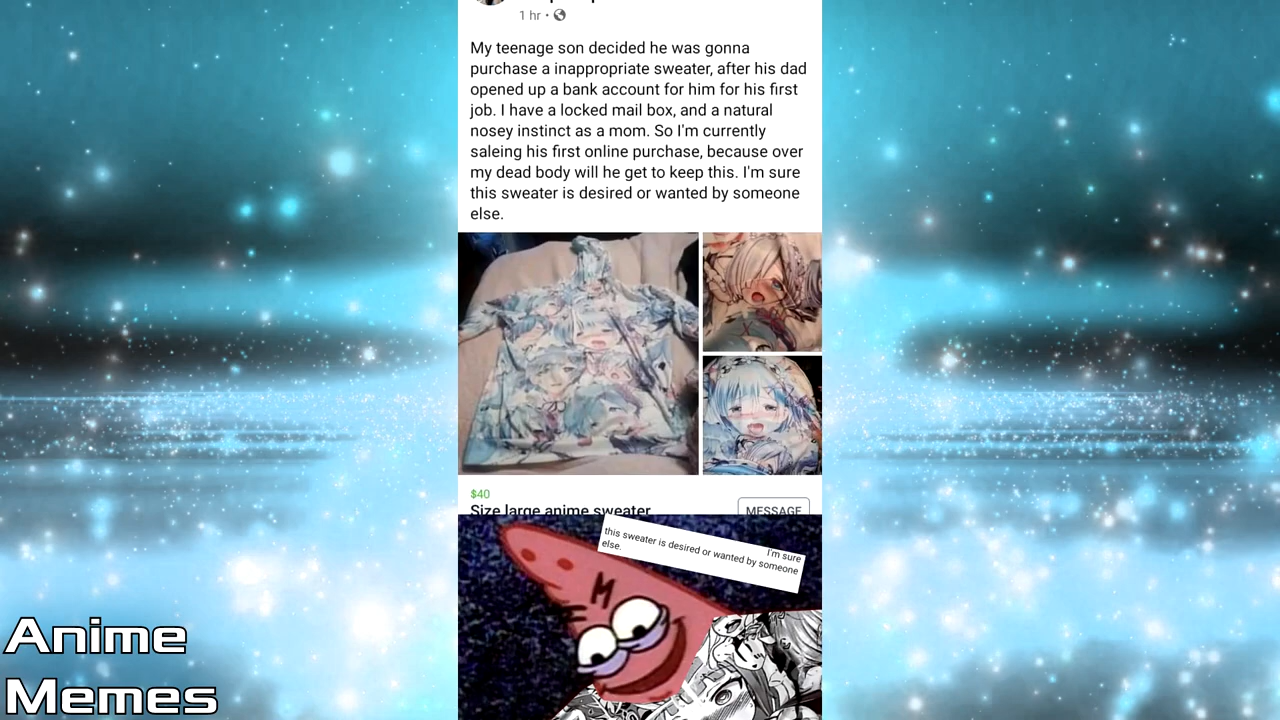 1 hr
My teenage son decided he was gonna
purchase a inappropriate sweater, after his dad
opened up a bank account for him for his first
job. I have a locked mail box, and a natural
nosey instinct as a mom. So I'm currently
saleing his first online purchase, because over
my dead body will he get to keep this. I'm sure
this sweater is desired or wanted by someone
else.
$40
Size large anime sweater
MESSAGE
I'm sure
this sweater is desired or wanted by someone
else.
Anime
Memes